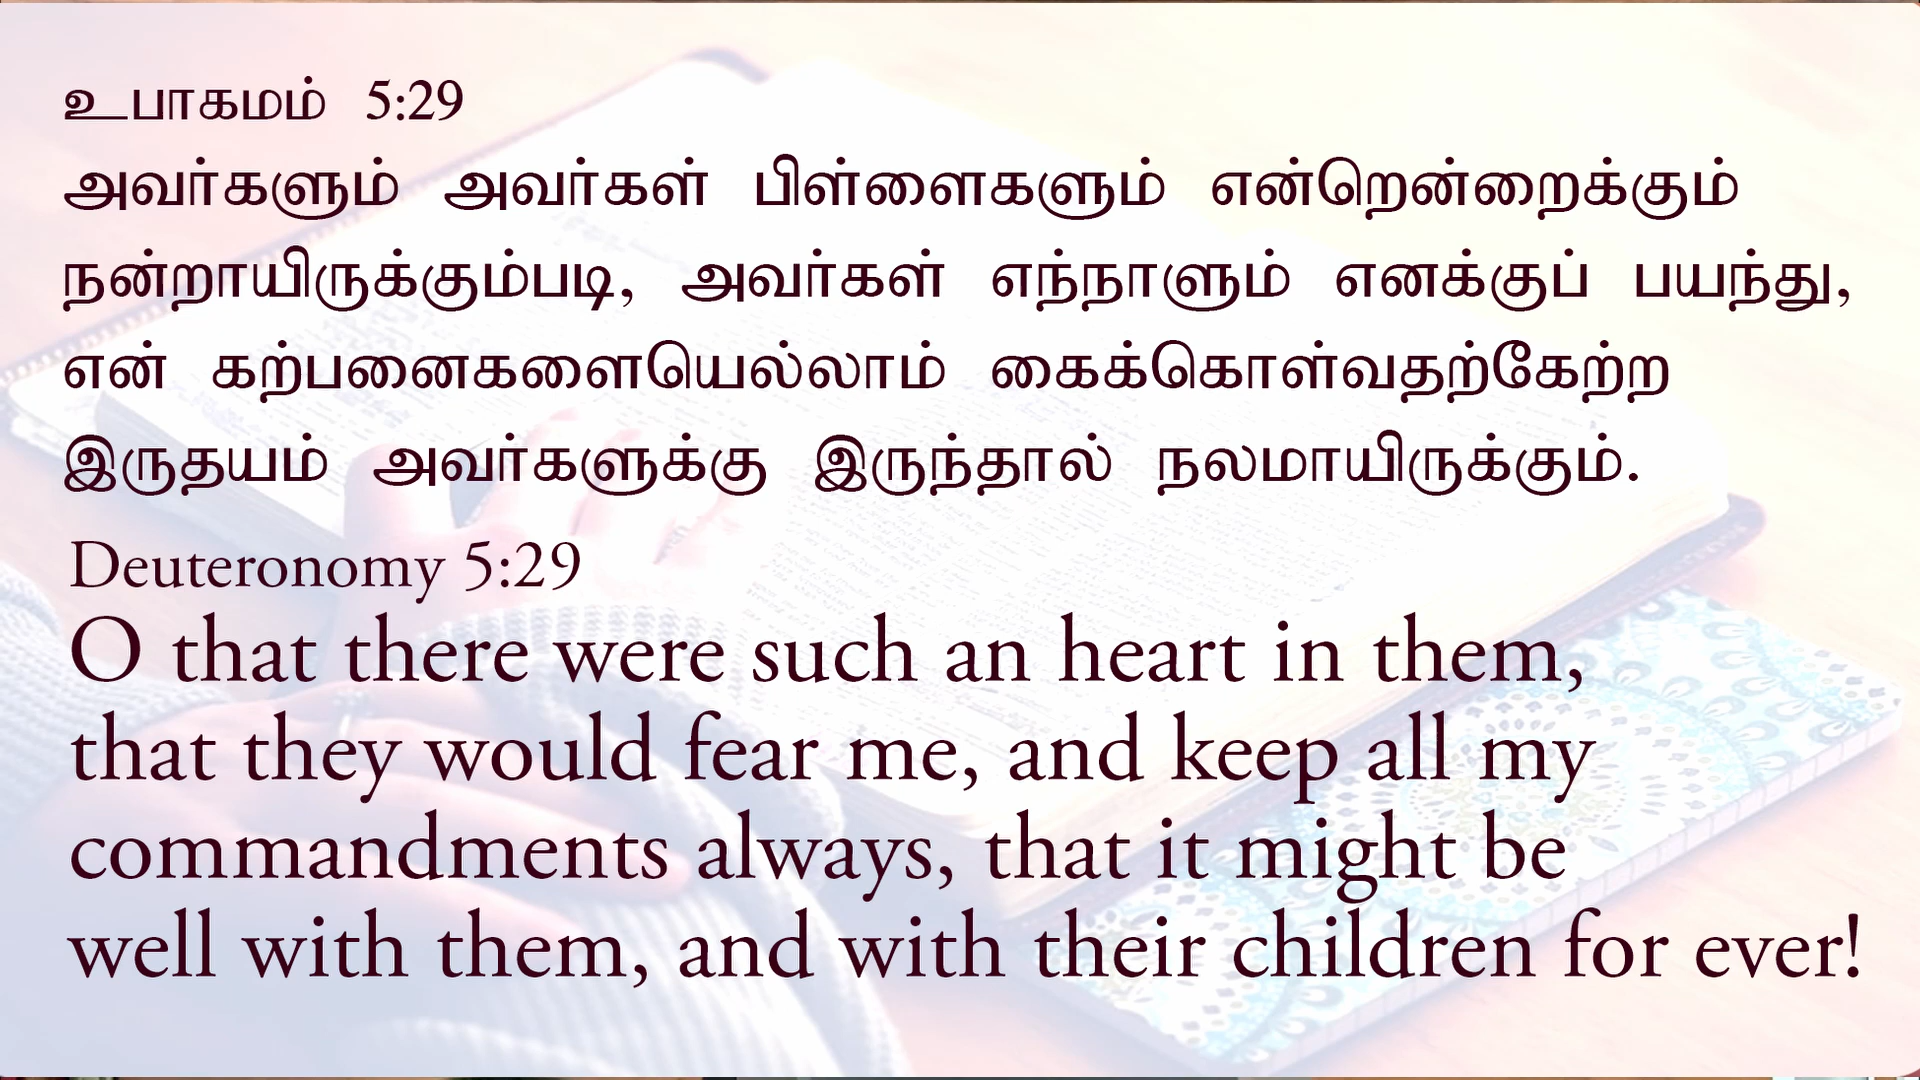 உபாகமம் 5:29
அவர்களும் அவர்கள் பிள்ளைகளும் என்றென்றைக்கும்
நன்றாயிருக்கும்படி, அவர்கள் எந்நாளும் எனக்குப் பயந்து,
என் கற்பனைகளையெல்லாம் கைக்கொள்வதற்கேற்ற
இருதயம் அவர்களுக்கு இருந்தால் நலமாயிருக்கும்.
Deuteronomy 5:29
O that there were such an heart in them,
that they would fear me, and keep all my
commandments always, that it might be
well with them, and with their children for ever!